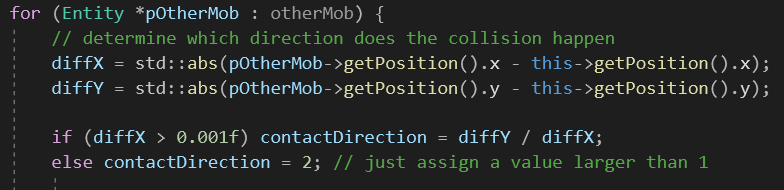 for (Entity *pOtherMob : otherMob) {
// determine which direction does the collision happen
diffX = std::abs(pOtherMob->getPosition().x - this->getPosition().x);
diffY = std::abs(pOtherMob->getPosition().y - this->getPosition().y);
if (diffX > 0.001f) contactDirection = diffY / diffX;
else contactDirection = 2; // just assign a value larger than 1